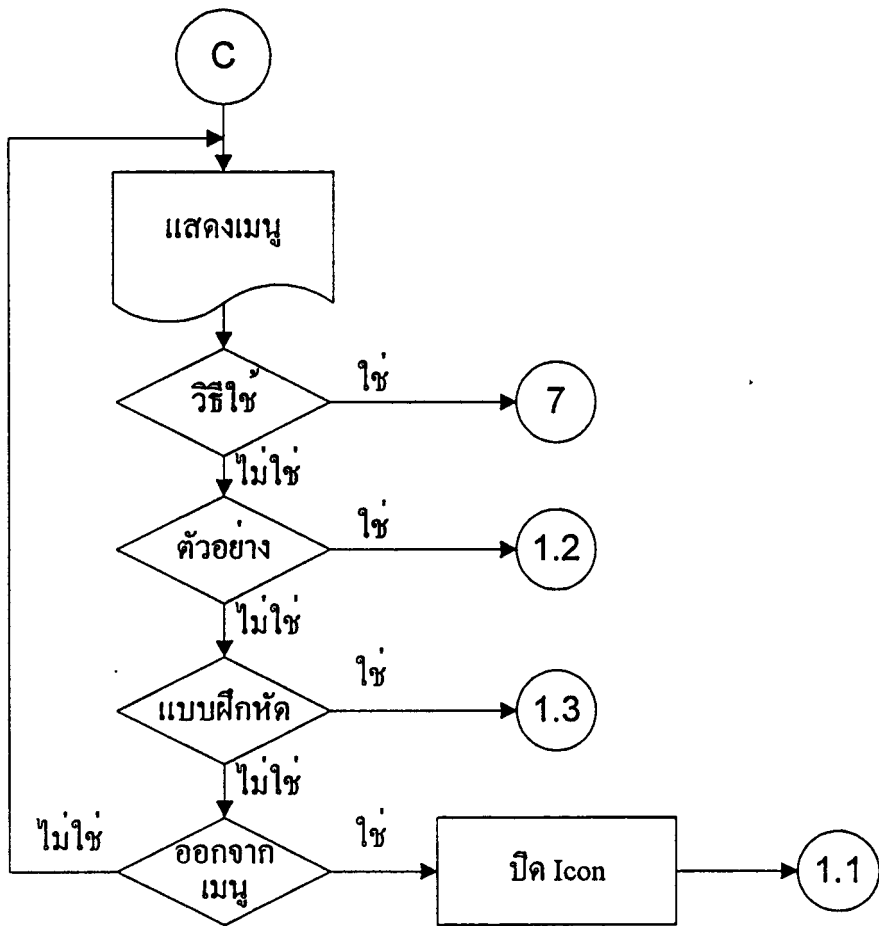 C
แสดงเมนู
วิธีใช้
ใช่
7
ไม่ใช่
ตัวอย่าง
ใช่
1.2
ไม่ใช่
แบบฝึกหัด
ใช่
1.3
ไม่ใช่
ไม่ใช่
ออกจาก
เมนู
ใช่
ปิด Icon
1.1